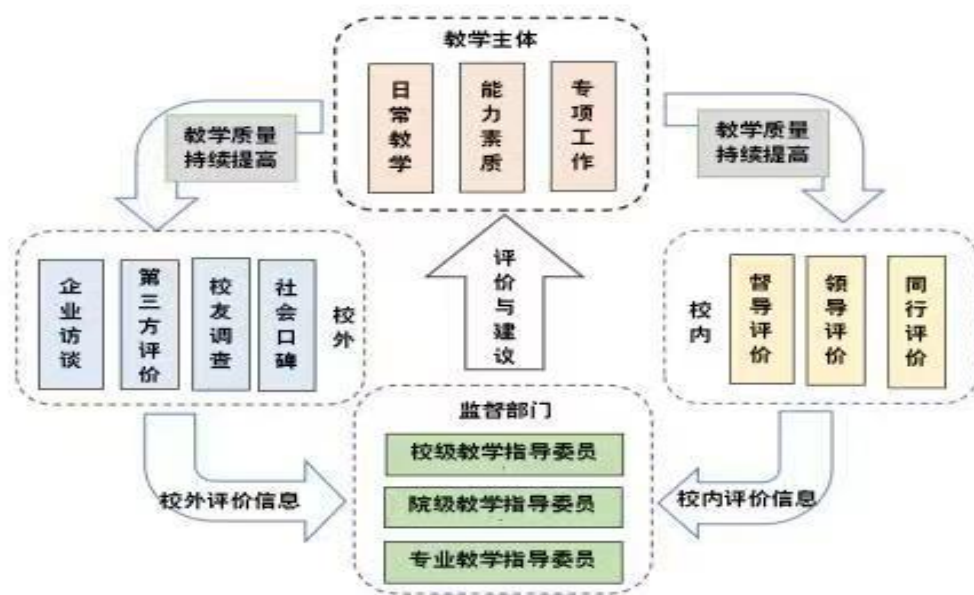 教学主体
日常教学
能力素质
专项工作
教学质量
持续提高
教学质量
持续提高
企业访谈
第三方评价
校友调查
社会口碑
校外
评价与建议
校内
督导评价
领导评价
同行评价
监督部门
校级教学指导委员
院级教学指导委员
专业教学指导委员
校外评价信息
校内评价信息